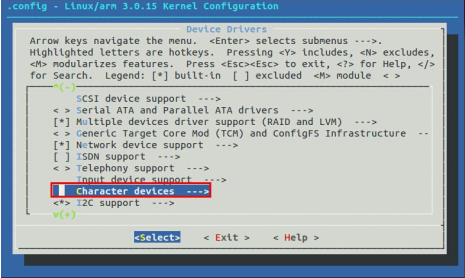 .config - Linux/arm 3.0.15 Kernel Configuration
Device Drivers
Arrow keys navigate the menu.  <Enter> selects submenus --->.
Highlighted letters are hotkeys.  Pressing <Y> includes, <N> excludes,
<M> modularizes features.  Press <Esc><Esc> to exit, <?> for Help, </>
for Search.  Legend: [*] built-in  [ ] excluded  <M> module  < >
^(-)
SCSI device support  --->
< > Serial ATA and Parallel ATA drivers  --->
[*] Multiple devices driver support (RAID and LVM)  --->
< > Generic Target Core Mod (TCM) and ConfigFS Infrastructure  --
[*] Network device support  --->
[ ] ISDN support  --->
< > Telephony support  --->
Input device support  --->
Character devices  --->
<*> I2C support  --->
v(+)
<Select>    < Exit >    < Help >